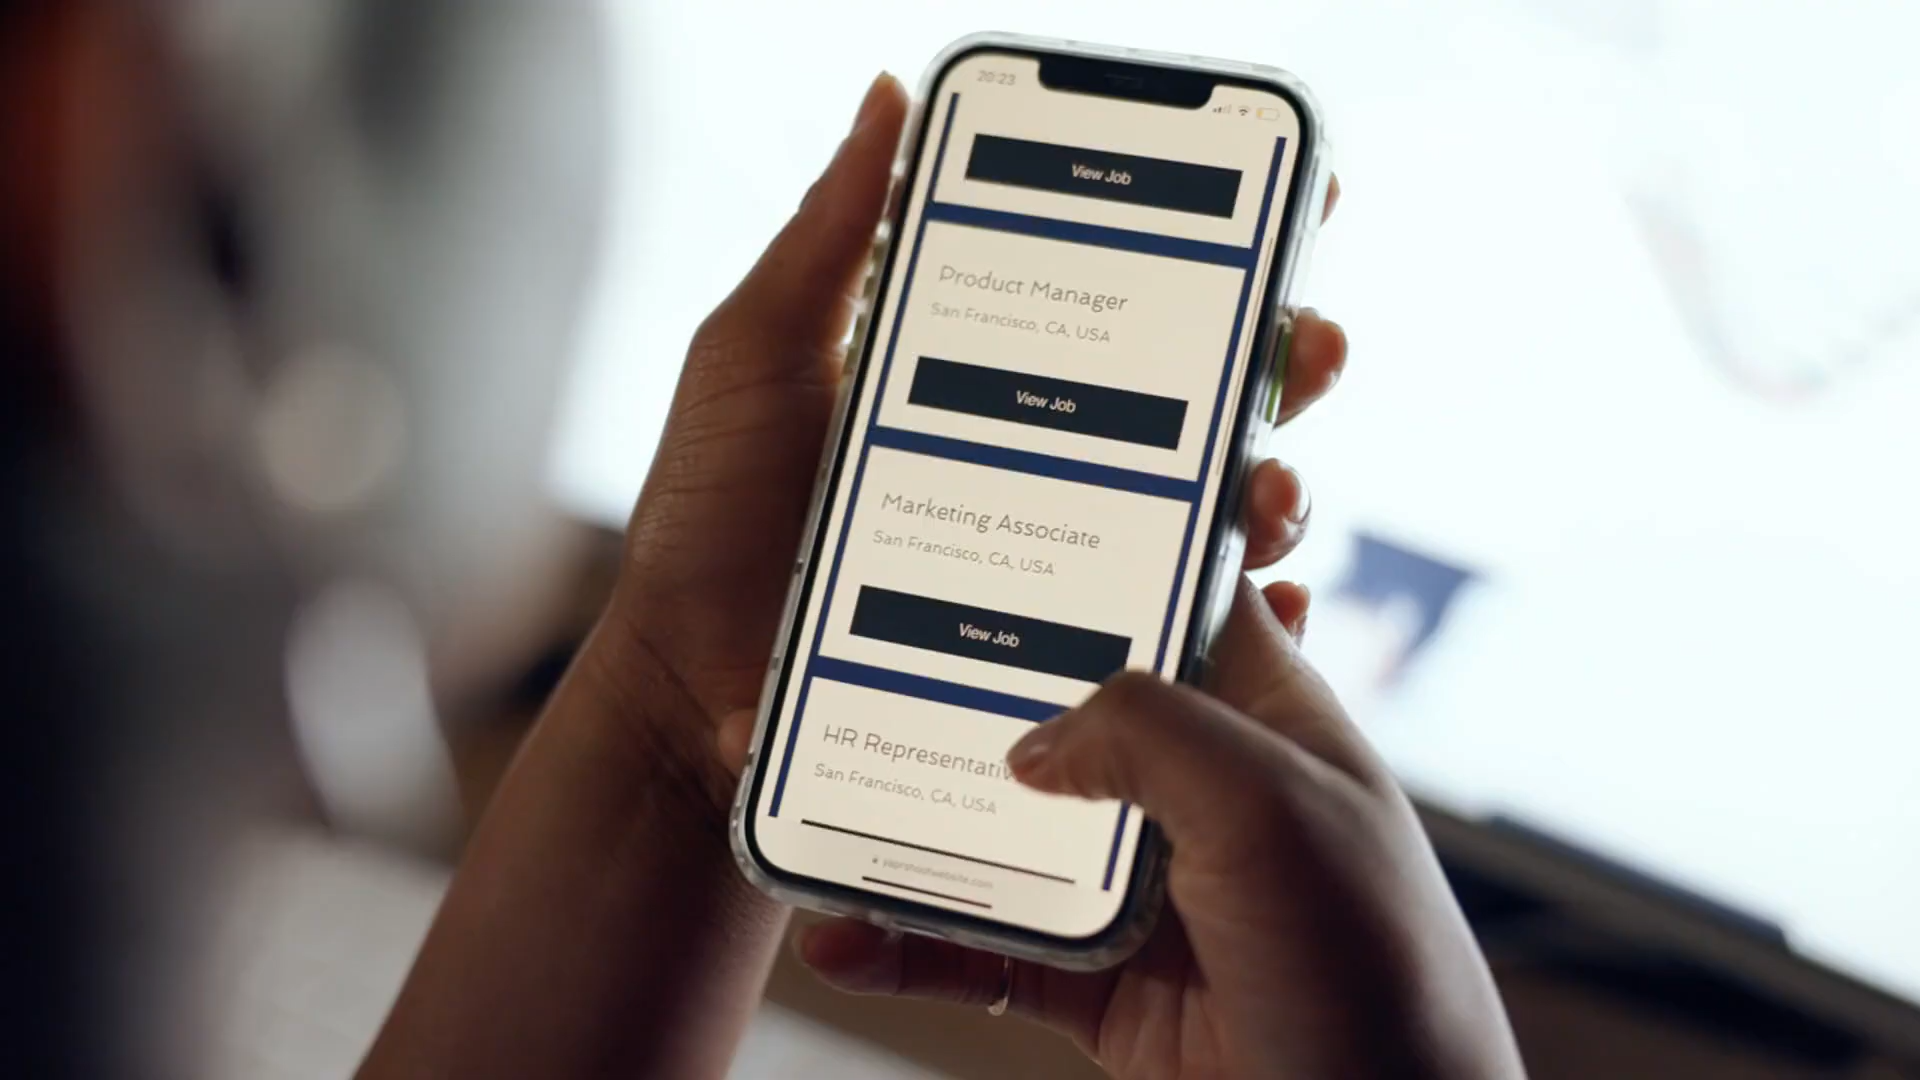 20:23
View Job
Product Manager
San Francisco, CA, USA
View Job
Marketing Associate
San Francisco, CA, USA
View Job
HR Representativ
San Francisco, CA, USA